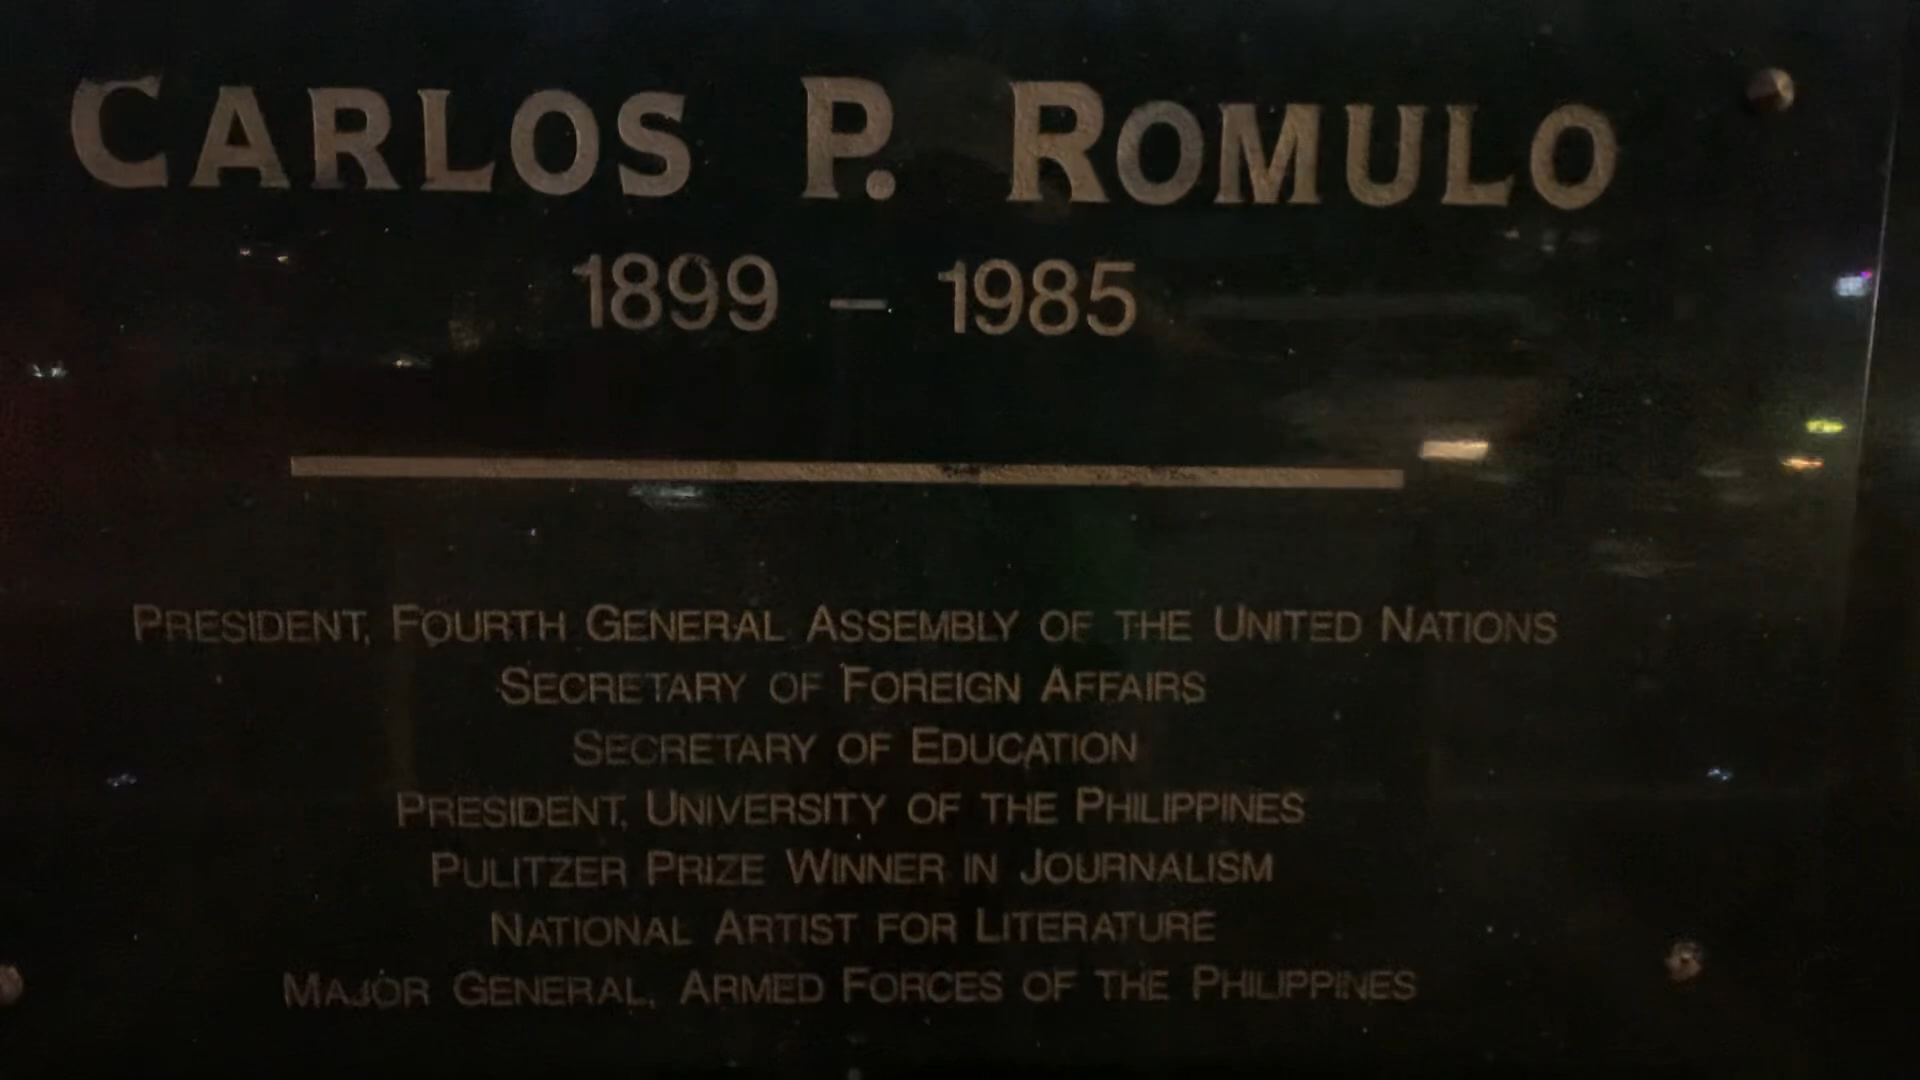 CARLOS P. ROMULO
1899 – 1985
PRESIDENT, FOURTH GENERAL ASSEMBLY OF THE UNITED NATIONS
SECRETARY OF FOREIGN AFFAIRS
SECRETARY OF EDUCATION
PRESIDENT, UNIVERSITY OF THE PHILIPPINES
PULITZER PRIZE WINNER IN JOURNALISM
NATIONAL ARTIST FOR LITERATURE
MAJOR GENERAL, ARMED FORCES OF THE PHILIPPINES